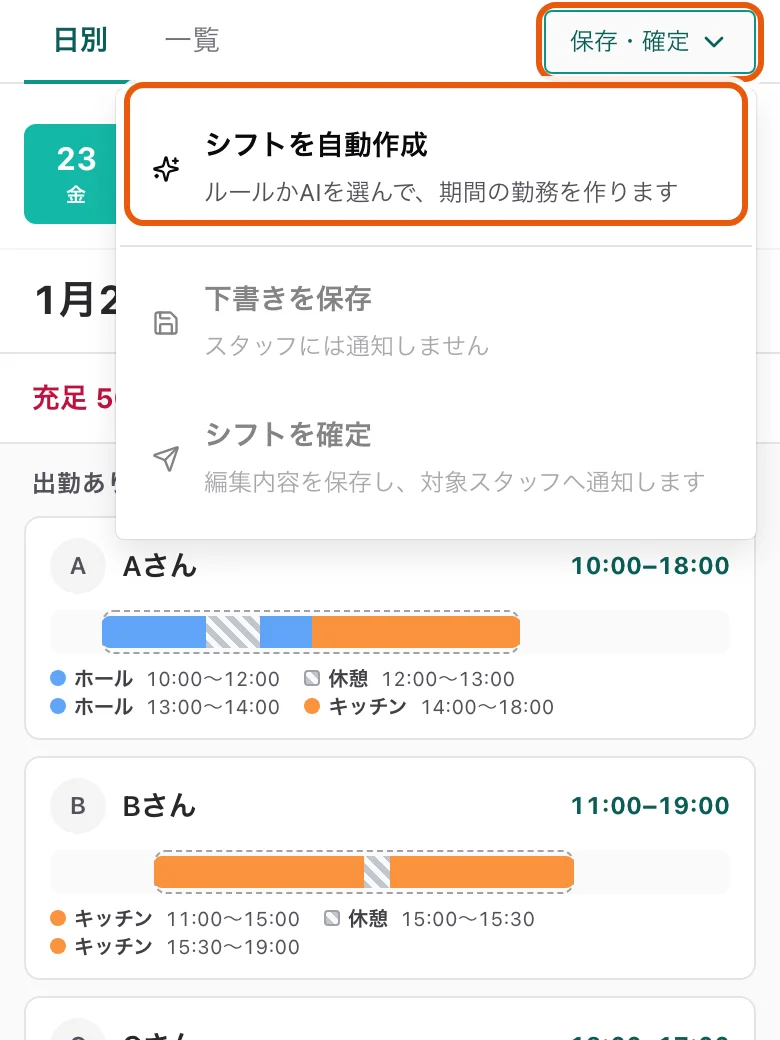 日別
一覧
保存・確定
シフトを自動作成
ルールかAIを選んで、期間の勤務を作ります
23
金
下書きを保存
スタッフには通知しません
1月2
シフトを確定
編集内容を保存し、対象スタッフへ通知します
充足 5
出勤あり
A Aさん 10:00–18:00
ホール 10:00〜12:00 休憩 12:00〜13:00
ホール 13:00〜14:00 キッチン 14:00〜18:00
B Bさん 11:00–19:00
キッチン 11:00〜15:00 休憩 15:00〜15:30
キッチン 15:30〜19:00